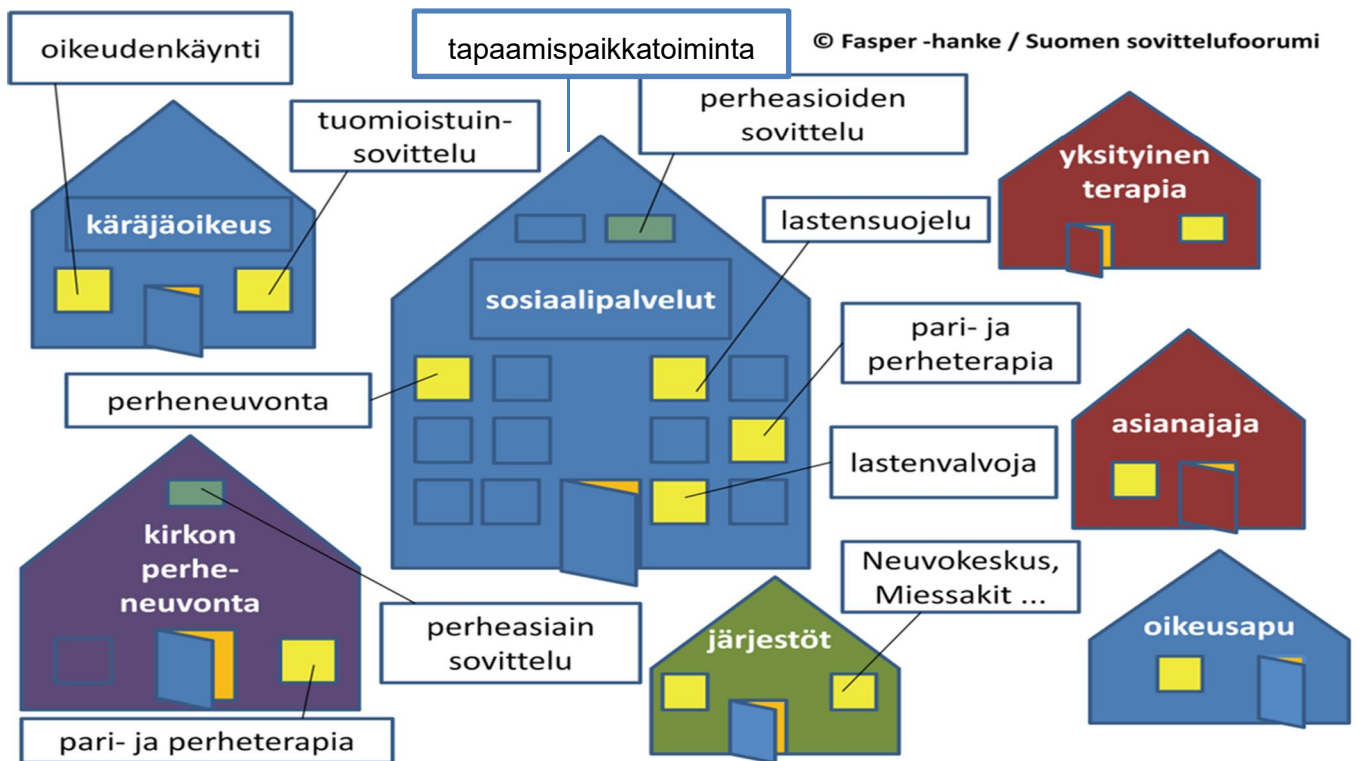 oikeudenkäynti
tapaamispaikkatoiminta
© Fasper -hanke / Suomen sovittelufoorumi
tuomioistuin-
sovittelu
perheasioiden
sovittelu
yksityinen
terapia
käräjäoikeus
lastensuojelu
sosiaalipalvelut
pari- ja
perheterapia
perheneuvonta
asianajaja
lastenvalvoja
kirkon
perhe-
neuvonta
Neuvokeskus,
Miessakit ...
perheasiain
sovittelu
järjestöt
oikeusapu
pari- ja perheterapia